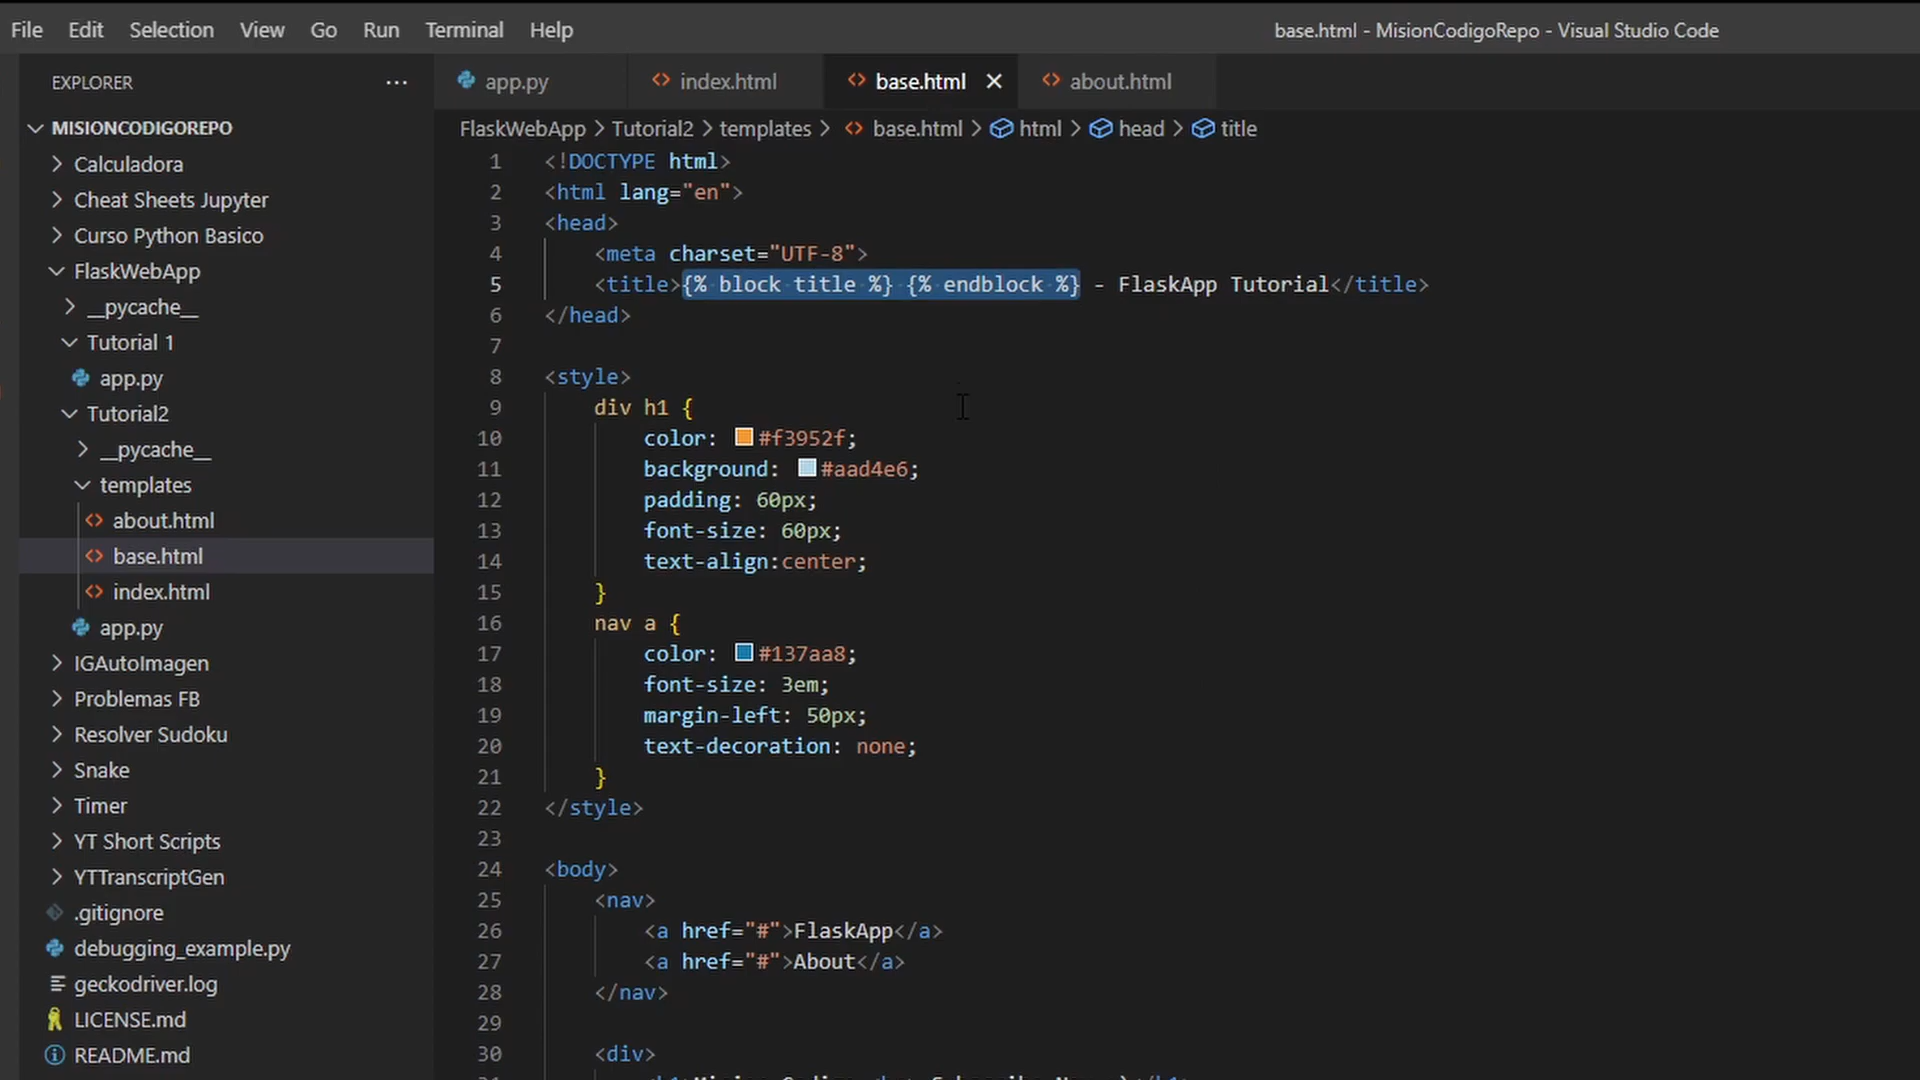 File Edit Selection View Go Run Terminal Help
base.html - MisionCodigoRepo - Visual Studio Code
EXPLORER ···
MISIONCODIGOREPO
Calculadora
Cheat Sheets Jupyter
Curso Python Basico
FlaskWebApp
__pycache__
Tutorial 1
app.py
Tutorial2
__pycache__
templates
about.html
base.html
index.html
app.py
IGAutoImagen
Problemas FB
Resolver Sudoku
Snake
Timer
YT Short Scripts
YTTranscriptGen
.gitignore
debugging_example.py
geckodriver.log
LICENSE.md
README.md
app.py index.html base.html about.html
FlaskWebApp > Tutorial2 > templates > base.html > html > head > title
1 <!DOCTYPE html>
2 <html lang="en">
3 <head>
4 <meta charset="UTF-8">
5 <title>{% block title %} {% endblock %} - FlaskApp Tutorial</title>
6 </head>
7
8 <style>
9 div h1 {
10 color: #f3952f;
11 background: #aad4e6;
12 padding: 60px;
13 font-size: 60px;
14 text-align:center;
15 }
16 nav a {
17 color: #137aa8;
18 font-size: 3em;
19 margin-left: 50px;
20 text-decoration: none;
21 }
22 </style>
23
24 <body>
25 <nav>
26 <a href="#">FlaskApp</a>
27 <a href="#">About</a>
28 </nav>
29
30 <div>